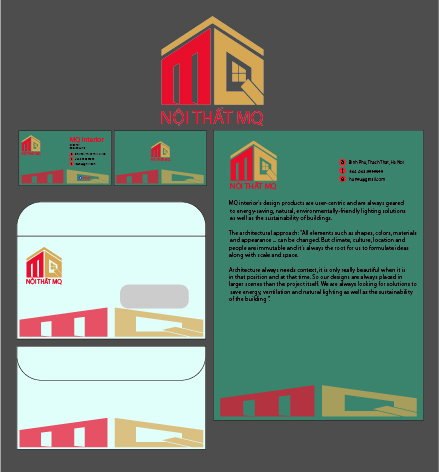 NỘI THẤT MQ
MQ Interior
NỘI THẤT MQ
Bình Phú, Thạch Thất, Hà Nội
MQ interior's design products are user-centric and are always geared
to energy-saving, natural, environmentally-friendly lighting solutions
as well as the sustainability of buildings.
The architectural approach: "All elements such as shapes, colors, materials
and appearance ... can be changed. But climate, culture, location and
people are immutable and it's always the root for us to formulate ideas
along with scale and space.
Architecture always needs context, it is only really beautiful when it is
in that position and at that time. So our designs are always placed in
larger scenes than the project itself. We are always looking for solutions to
save energy, ventilation and natural lighting as well as the sustainability
of the building ".
NỘI THẤT MQ